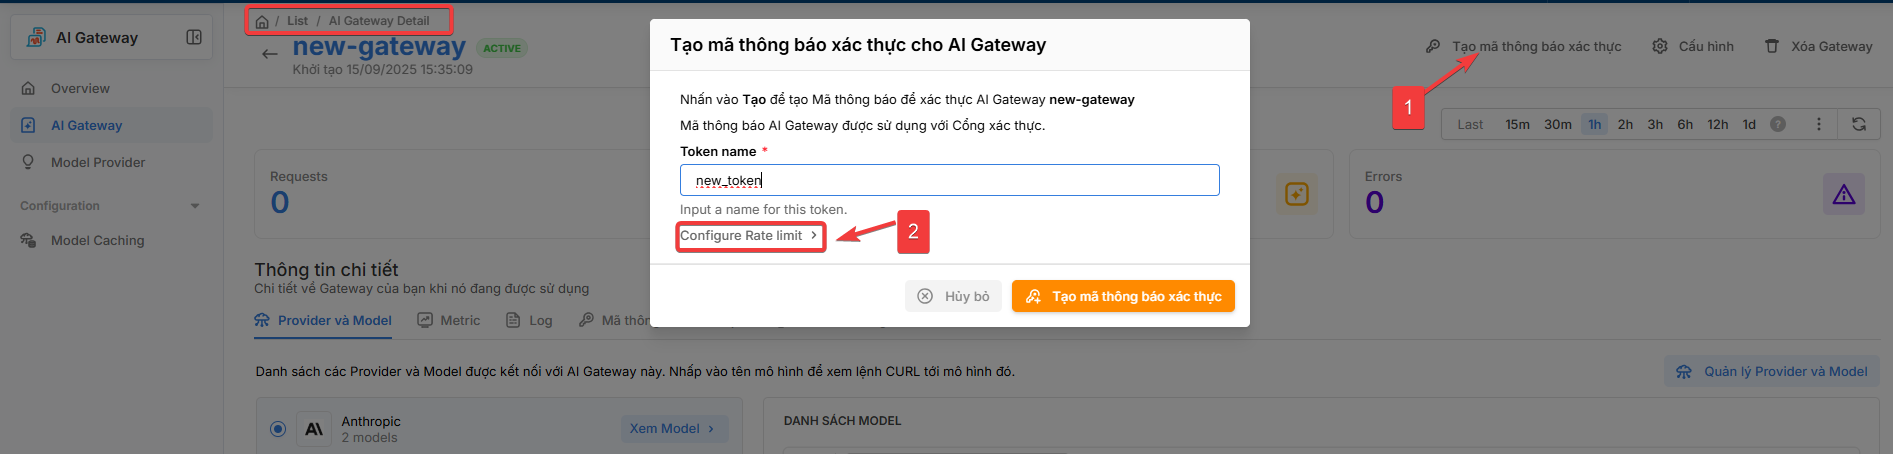 AI Gateway
Overview
AI Gateway
Model Provider
Configuration
Model Caching
/ List / AI Gateway Detail
new-gateway ACTIVE
Khởi tạo 15/09/2025 15:35:09
Tạo mã thông báo xác thực
Cấu hình
Xóa Gateway
1
Last 15m 30m 1h 2h 3h 6h 12h 1d ?
Requests
0
Errors
0
Tạo mã thông báo xác thực cho AI Gateway
Nhấn vào Tạo để tạo Mã thông báo để xác thực AI Gateway new-gateway
Mã thông báo AI Gateway được sử dụng với Cổng xác thực.
Token name *
new_token
Input a name for this token.
Configure Rate limit
2
Hủy bỏ
Tạo mã thông báo xác thực
Thông tin chi tiết
Chi tiết về Gateway của bạn khi nó đang được sử dụng
Provider và Model
Metric
Log
Mã thôn
Danh sách các Provider và Model được kết nối với AI Gateway này. Nhấp vào tên mô hình để xem lệnh CURL tới mô hình đó.
Quản lý Provider và Model
Anthropic
2 models
Xem Model
DANH SÁCH MODEL